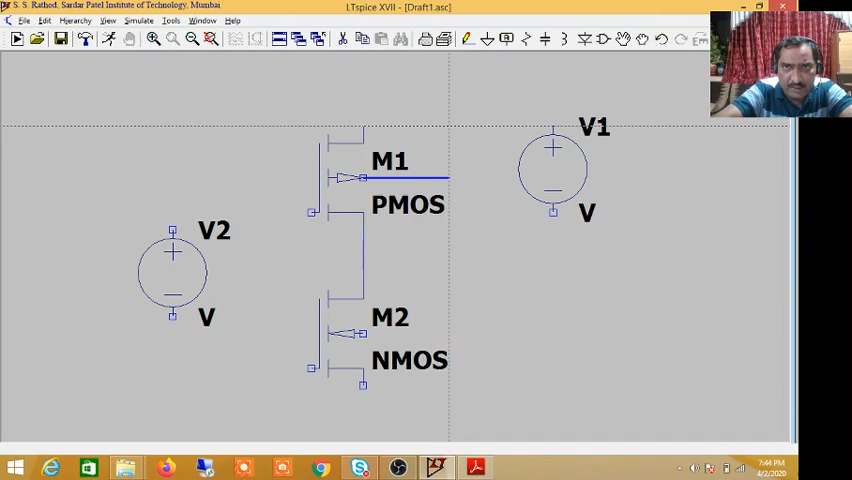 Dr S. S. Rathod, Sardar Patel Institute of Technology, Mumbai
LTspice XVII - [Draft1.asc]
File Edit Hierarchy View Simulate Tools Window Help
V1
M1
PMOS
V
V2
V
M2
NMOS
7:44 PM
4/2/2020